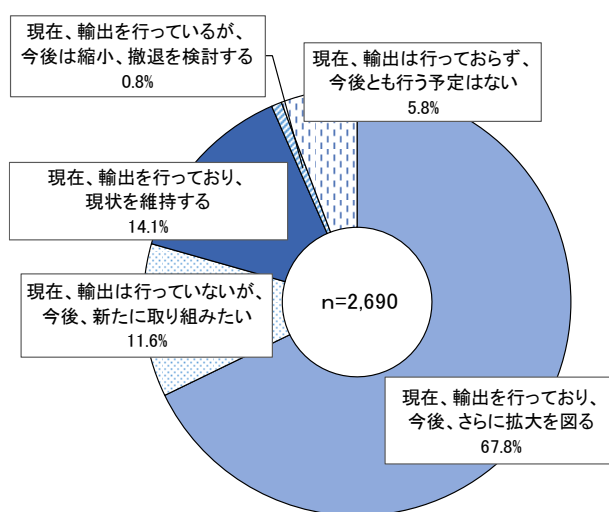 現在、輸出を行っているが、
今後は縮小、撤退を検討する
0.8%
現在、輸出は行っておらず、
今後とも行う予定はない
5.8%
現在、輸出を行っており、
現状を維持する
14.1%
現在、輸出は行っていないが、
今後、新たに取り組みたい
11.6%
n=2,690
現在、輸出を行っており、
今後、さらに拡大を図る
67.8%